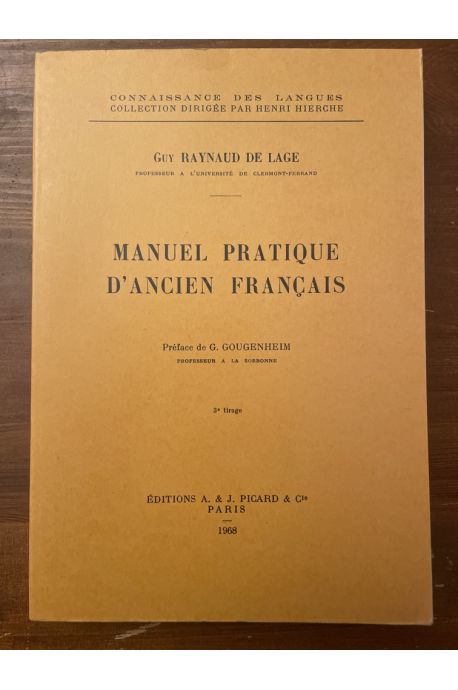 CONNAISSANCE DES LANGUES
COLLECTION DIRIGÉE PAR HENRI HIERCHE
GUY RAYNAUD DE LAGE
PROFESSEUR A L'UNIVERSITÉ DE CLERMONT-FERRAND
MANUEL PRATIQUE
D'ANCIEN FRANÇAIS
Préface de G. GOUGENHEIM
PROFESSEUR A LA SORBONNE
3e tirage
ÉDITIONS A. & J. PICARD & Cie
PARIS
1968